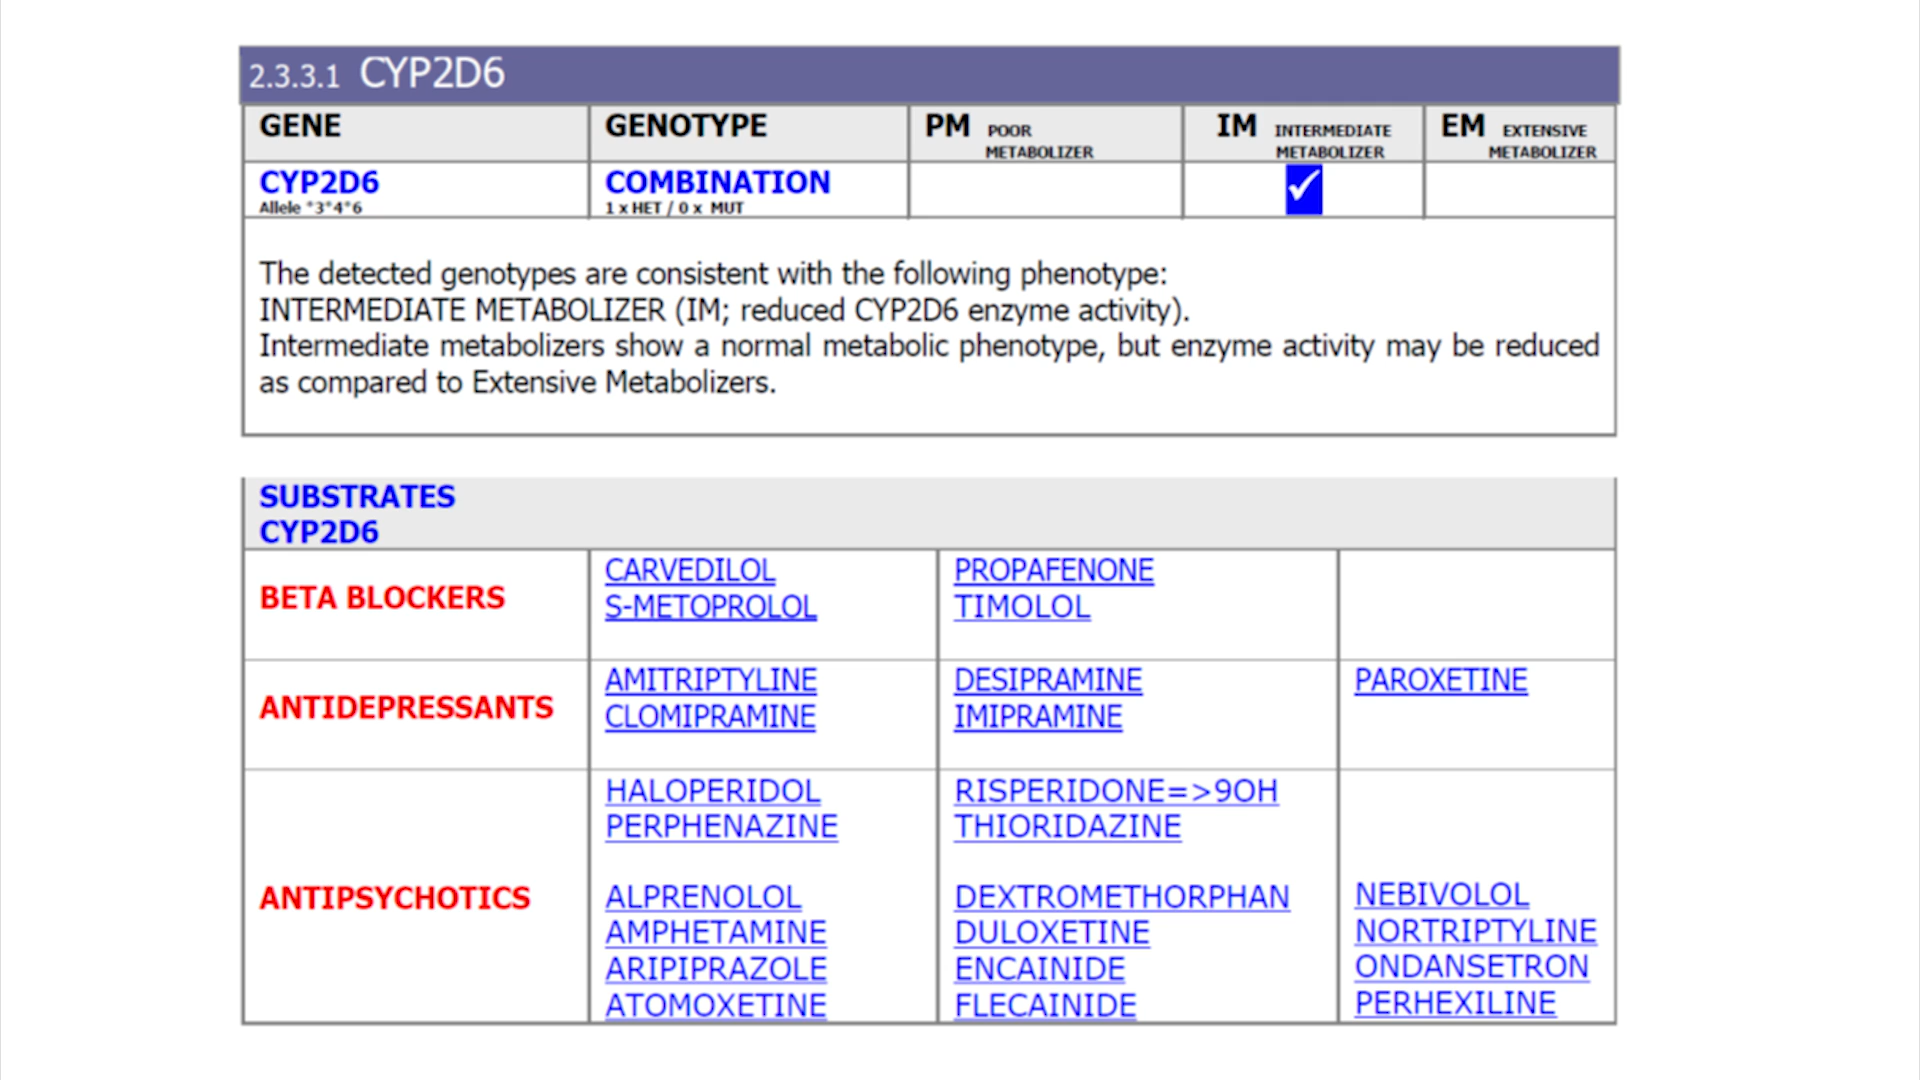 2.3.3.1 CYP2D6
GENE GENOTYPE PM POOR METABOLIZER IM INTERMEDIATE METABOLIZER EM EXTENSIVE METABOLIZER
CYP2D6 COMBINATION ✓
Allele *3*4*6 1 x HET / 0 x MUT
The detected genotypes are consistent with the following phenotype:
INTERMEDIATE METABOLIZER (IM; reduced CYP2D6 enzyme activity).
Intermediate metabolizers show a normal metabolic phenotype, but enzyme activity may be reduced
as compared to Extensive Metabolizers.
SUBSTRATES
CYP2D6
BETA BLOCKERS
CARVEDILOL PROPAFENONE
S-METOPROLOL TIMOLOL
ANTIDEPRESSANTS
AMITRIPTYLINE DESIPRAMINE PAROXETINE
CLOMIPRAMINE IMIPRAMINE
ANTIPSYCHOTICS
HALOPERIDOL RISPERIDONE=>9OH
PERPHENAZINE THIORIDAZINE
ALPRENOLOL DEXTROMETHORPHAN NEBIVOLOL
AMPHETAMINE DULOXETINE NORTRIPTYLINE
ARIPIPRAZOLE ENCAINIDE ONDANSETRON
ATOMOXETINE FLECAINIDE PERHEXILINE